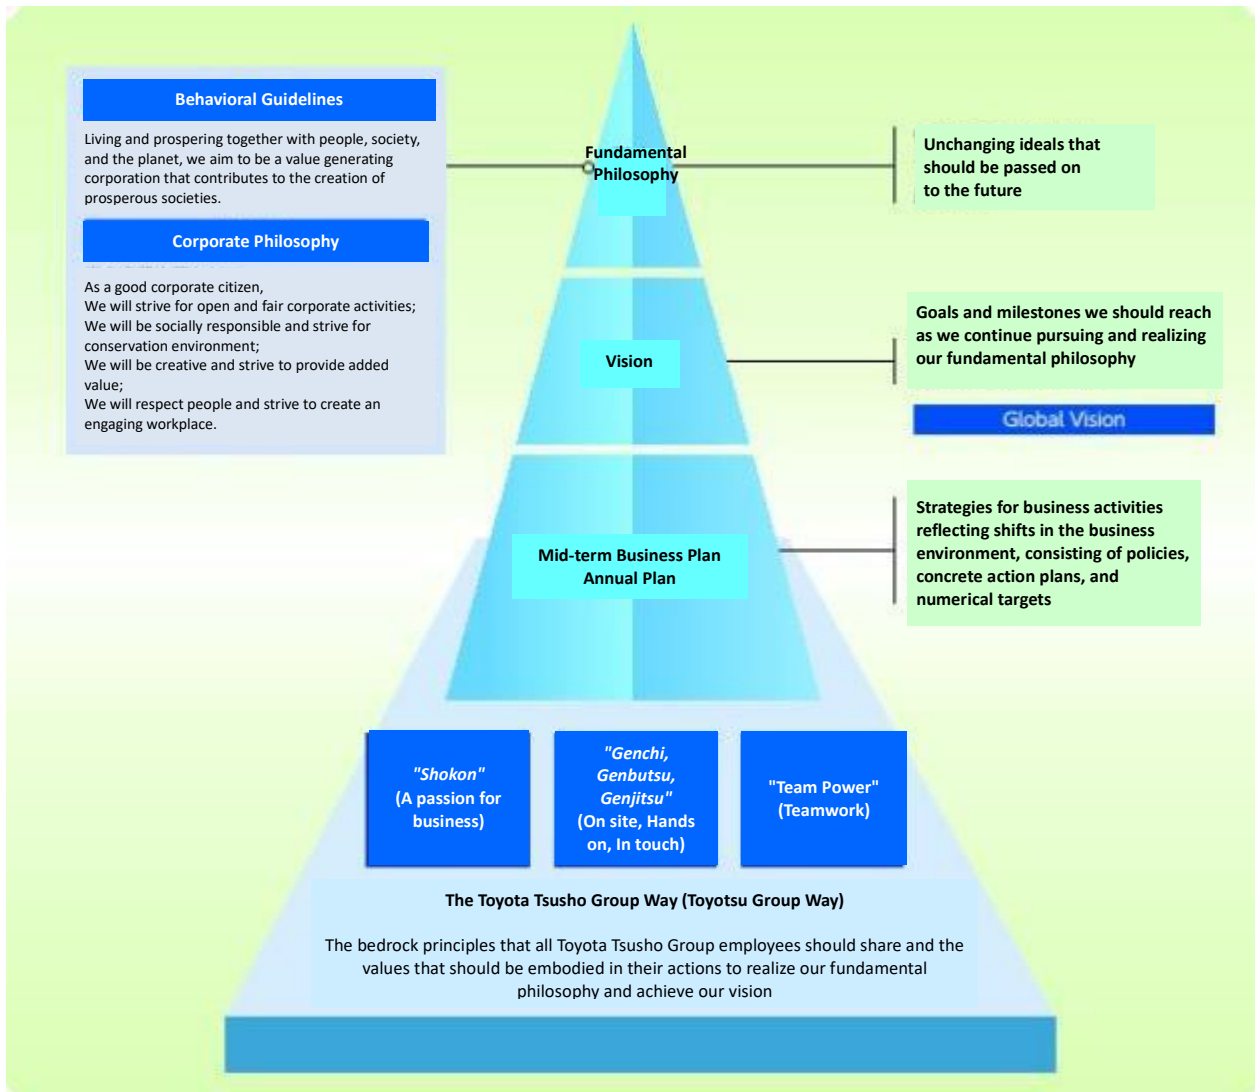 Behavioral Guidelines
Living and prospering together with people, society,
and the planet, we aim to be a value generating
corporation that contributes to the creation of
prosperous societies.
Corporate Philosophy
As a good corporate citizen,
We will strive for open and fair corporate activities;
We will be socially responsible and strive for
conservation environment;
We will be creative and strive to provide added
value;
We will respect people and strive to create an
engaging workplace.
Fundamental
Philosophy
Unchanging ideals that
should be passed on
to the future
Vision
Goals and milestones we should reach
as we continue pursuing and realizing
our fundamental philosophy
Global Vision
Mid-term Business Plan
Annual Plan
Strategies for business activities
reflecting shifts in the business
environment, consisting of policies,
concrete action plans, and
numerical targets
"Shokon"
(A passion for
business)
"Genchi,
Genbutsu,
Genjitsu"
(On site, Hands
on, In touch)
"Team Power"
(Teamwork)
The Toyota Tsusho Group Way (Toyotsu Group Way)
The bedrock principles that all Toyota Tsusho Group employees should share and the
values that should be embodied in their actions to realize our fundamental
philosophy and achieve our vision